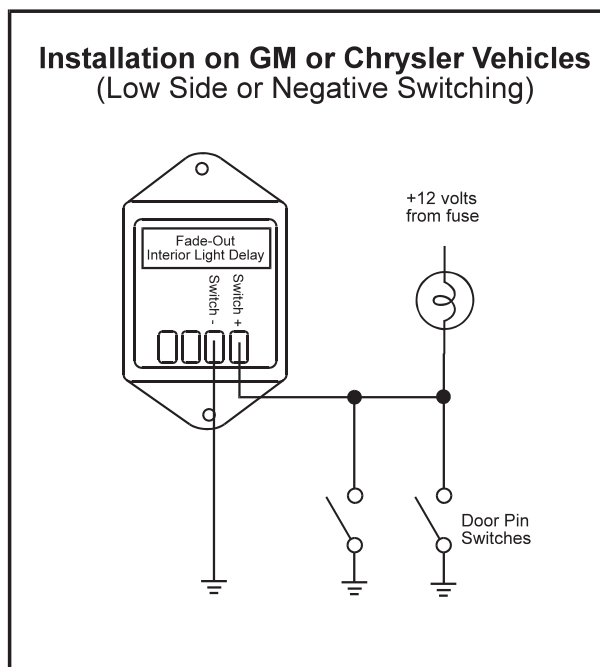 Installation on GM or Chrysler Vehicles
(Low Side or Negative Switching)
+12 volts
from fuse
Fade-Out
Interior Light Delay
Switch -
Switch +
Door Pin
Switches